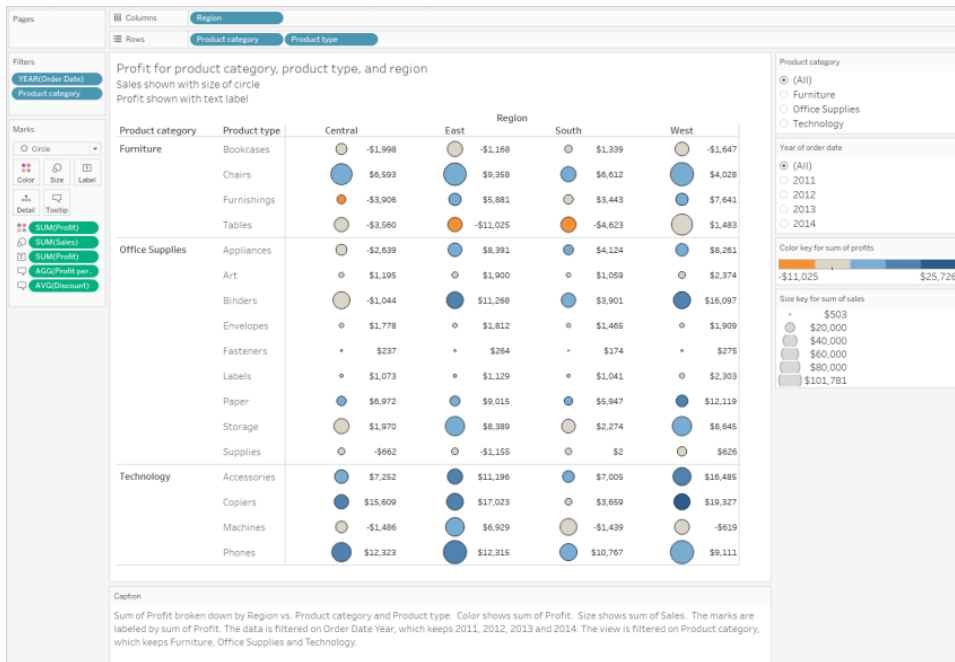 Pages
Columns Region
Rows Product category Product type
Filters
YEAR(Order Date)
Product category
Marks
Circle
Color Size Label
Detail Tooltip
SUM(Profit)
SUM(Sales)
SUM(Profit)
AGG(Profit per..
AVG(Discount)
Profit for product category, product type, and region
Sales shown with size of circle
Profit shown with text label
Region
Product category Product type Central East South West
Furniture Bookcases -$1,998 -$1,168 $1,339 -$1,647
Chairs $6,593 $9,358 $6,612 $4,028
Furnishings -$3,906 $5,881 $3,443 $7,641
Tables -$3,560 -$11,025 -$4,623 $1,483
Office Supplies Appliances -$2,639 $8,391 $4,124 $8,261
Art $1,195 $1,900 $1,059 $2,374
Binders -$1,044 $11,268 $3,901 $16,097
Envelopes $1,778 $1,812 $1,465 $1,909
Fasteners $237 $264 $174 $275
Labels $1,073 $1,129 $1,041 $2,303
Paper $6,972 $9,015 $5,947 $12,119
Storage $1,970 $8,389 $2,274 $8,645
Supplies -$662 -$1,155 $2 $626
Technology Accessories $7,252 $11,196 $7,005 $16,485
Copiers $15,609 $17,023 $3,659 $19,327
Machines -$1,486 $6,929 -$1,439 -$619
Phones $12,323 $12,315 $10,767 $9,111
Product category
(All)
Furniture
Office Supplies
Technology
Year of order date
(All)
2011
2012
2013
2014
Color key for sum of profits
-$11,025 $25,726
Size key for sum of sales
$503
$20,000
$40,000
$60,000
$80,000
$101,781
Caption
Sum of Profit broken down by Region vs. Product category and Product type. Color shows sum of Profit. Size shows sum of Sales. The marks are
labeled by sum of Profit. The data is filtered on Order Date Year, which keeps 2011, 2012, 2013 and 2014. The view is filtered on Product category,
which keeps Furniture, Office Supplies and Technology.